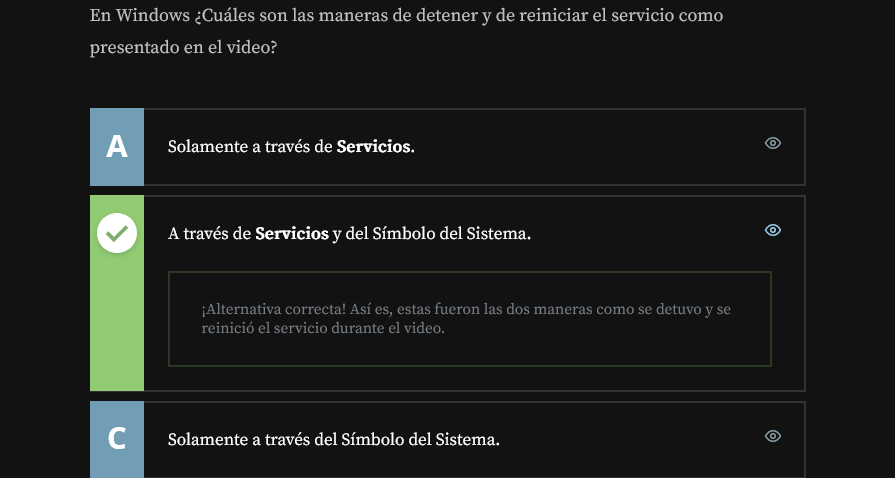 En Windows ¿Cuáles son las maneras de detener y de reiniciar el servicio como
presentado en el video?
A
Solamente a través de Servicios.
A través de Servicios y del Símbolo del Sistema.
¡Alternativa correcta! Así es, estas fueron las dos maneras como se detuvo y se
reinició el servicio durante el video.
C
Solamente a través del Símbolo del Sistema.